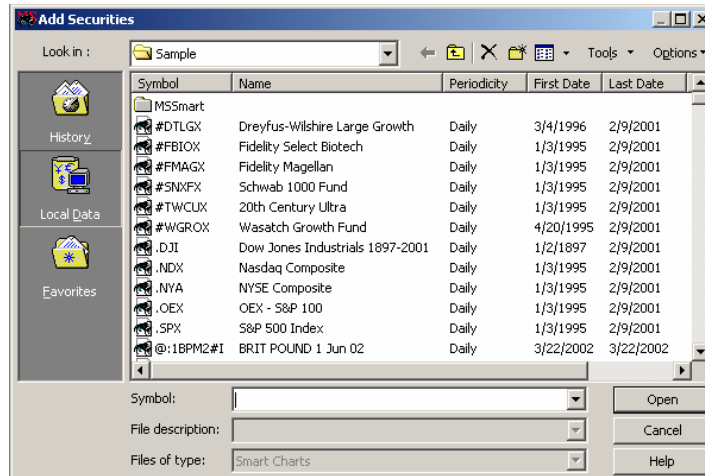 Add Securities
Look in : Sample Tools Options
History
Local Data
Favorites
Symbol Name Periodicity First Date Last Date
MSSmart
#DTLGX Dreyfus-Wilshire Large Growth Daily 3/4/1996 2/9/2001
#FBIOX Fidelity Select Biotech Daily 1/3/1995 2/9/2001
#FMAGX Fidelity Magellan Daily 1/3/1995 2/9/2001
#SNXFX Schwab 1000 Fund Daily 1/3/1995 2/9/2001
#TWCUX 20th Century Ultra Daily 1/3/1995 2/9/2001
#WGROX Wasatch Growth Fund Daily 4/20/1995 2/9/2001
.DJI Dow Jones Industrials 1897-2001 Daily 1/2/1897 2/9/2001
.NDX Nasdaq Composite Daily 1/3/1995 2/9/2001
.NYA NYSE Composite Daily 1/3/1995 2/9/2001
.OEX OEX - S&P 100 Daily 1/3/1995 2/9/2001
.SPX S&P 500 Index Daily 1/3/1995 2/9/2001
@:1BPM2#I BRIT POUND 1 Jun 02 Daily 3/22/2002 3/22/2002
Symbol: Open
File description: Cancel
Files of type: Smart Charts Help